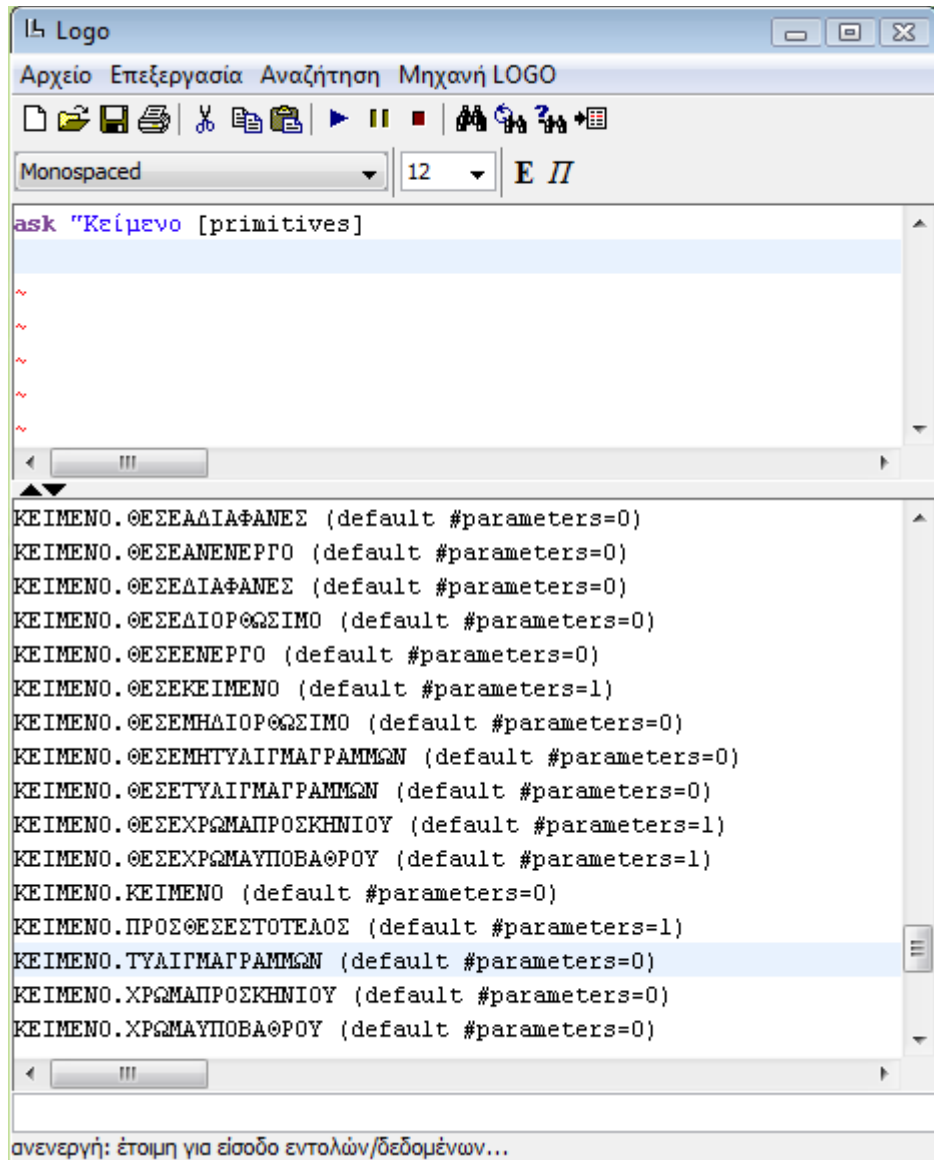 Logo
Αρχείο Επεξεργασία Αναζήτηση Μηχανή LOGO
Monospaced 12 E Π
ask "Κείμενο [primitives]
~
~
~
~
~
ΚΕΙΜΕΝΟ.ΘΕΣΕΑΔΙΑΦΑΝΕΣ (default #parameters=0)
ΚΕΙΜΕΝΟ.ΘΕΣΕΑΝΕΝΕΡΓΟ (default #parameters=0)
ΚΕΙΜΕΝΟ.ΘΕΣΕΔΙΑΦΑΝΕΣ (default #parameters=0)
ΚΕΙΜΕΝΟ.ΘΕΣΕΔΙΟΡΘΩΣΙΜΟ (default #parameters=0)
ΚΕΙΜΕΝΟ.ΘΕΣΕΕΝΕΡΓΟ (default #parameters=0)
ΚΕΙΜΕΝΟ.ΘΕΣΕΚΕΙΜΕΝΟ (default #parameters=1)
ΚΕΙΜΕΝΟ.ΘΕΣΕΜΗΔΙΟΡΘΩΣΙΜΟ (default #parameters=0)
ΚΕΙΜΕΝΟ.ΘΕΣΕΜΗΤΥΛΙΓΜΑΓΡΑΜΜΩΝ (default #parameters=0)
ΚΕΙΜΕΝΟ.ΘΕΣΕΤΥΛΙΓΜΑΓΡΑΜΜΩΝ (default #parameters=0)
ΚΕΙΜΕΝΟ.ΘΕΣΕΧΡΩΜΑΠΡΟΣΚΗΝΙΟΥ (default #parameters=1)
ΚΕΙΜΕΝΟ.ΘΕΣΕΧΡΩΜΑΥΠΟΒΑΘΡΟΥ (default #parameters=1)
ΚΕΙΜΕΝΟ.ΚΕΙΜΕΝΟ (default #parameters=0)
ΚΕΙΜΕΝΟ.ΠΡΟΣΘΕΣΕΣΤΟΤΕΛΟΣ (default #parameters=1)
ΚΕΙΜΕΝΟ.ΤΥΛΙΓΜΑΓΡΑΜΜΩΝ (default #parameters=0)
ΚΕΙΜΕΝΟ.ΧΡΩΜΑΠΡΟΣΚΗΝΙΟΥ (default #parameters=0)
ΚΕΙΜΕΝΟ.ΧΡΩΜΑΥΠΟΒΑΘΡΟΥ (default #parameters=0)
ανενεργή: έτοιμη για είσοδο εντολών/δεδομένων...